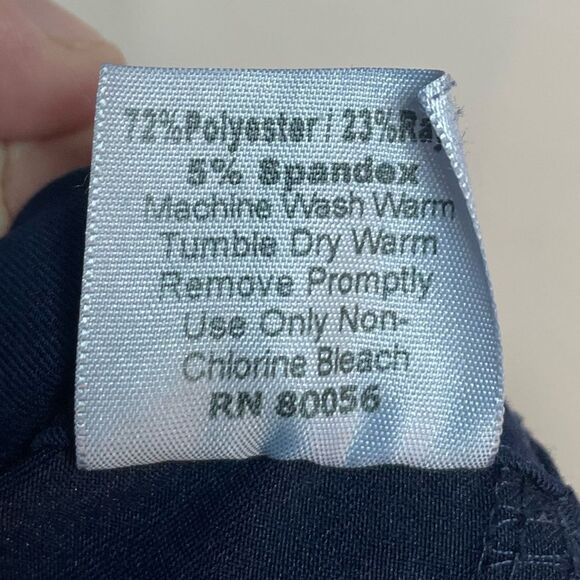 72%Polyester / 23%Ray
5% Spandex
Machine Wash Warm
Tumble Dry Warm
Remove Promptly
Use Only Non-
Chlorine Bleach
RN 80056